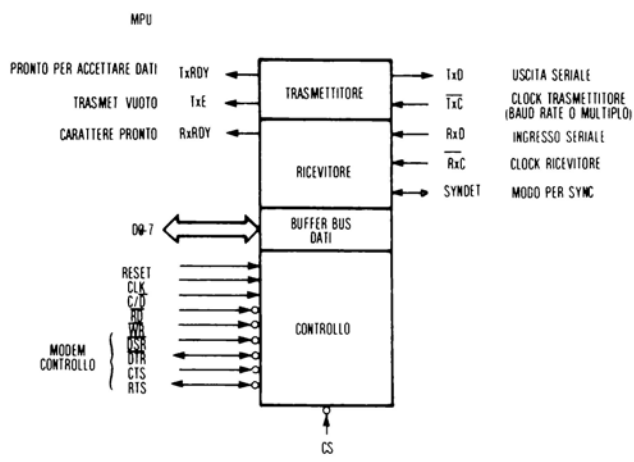 MPU
PRONTO PER ACCETTARE DATI TxRDY
TRASMET VUOTO TxE
CARATTERE PRONTO RxRDY
TRASMETTITORE
RICEVITORE
BUFFER BUS
DATI
CONTROLLO
TxD USCITA SERIALE
TxC CLOCK TRASMETTITORE
(BAUD RATE O MULTIPLO)
RxD INGRESSO SERIALE
RxC CLOCK RICEVITORE
SYNDET MODO PER SYNC
D0-7
RESET
CLK
C/D
RD
WR
MODEM
CONTROLLO
DSR
DTR
CTS
RTS
CS